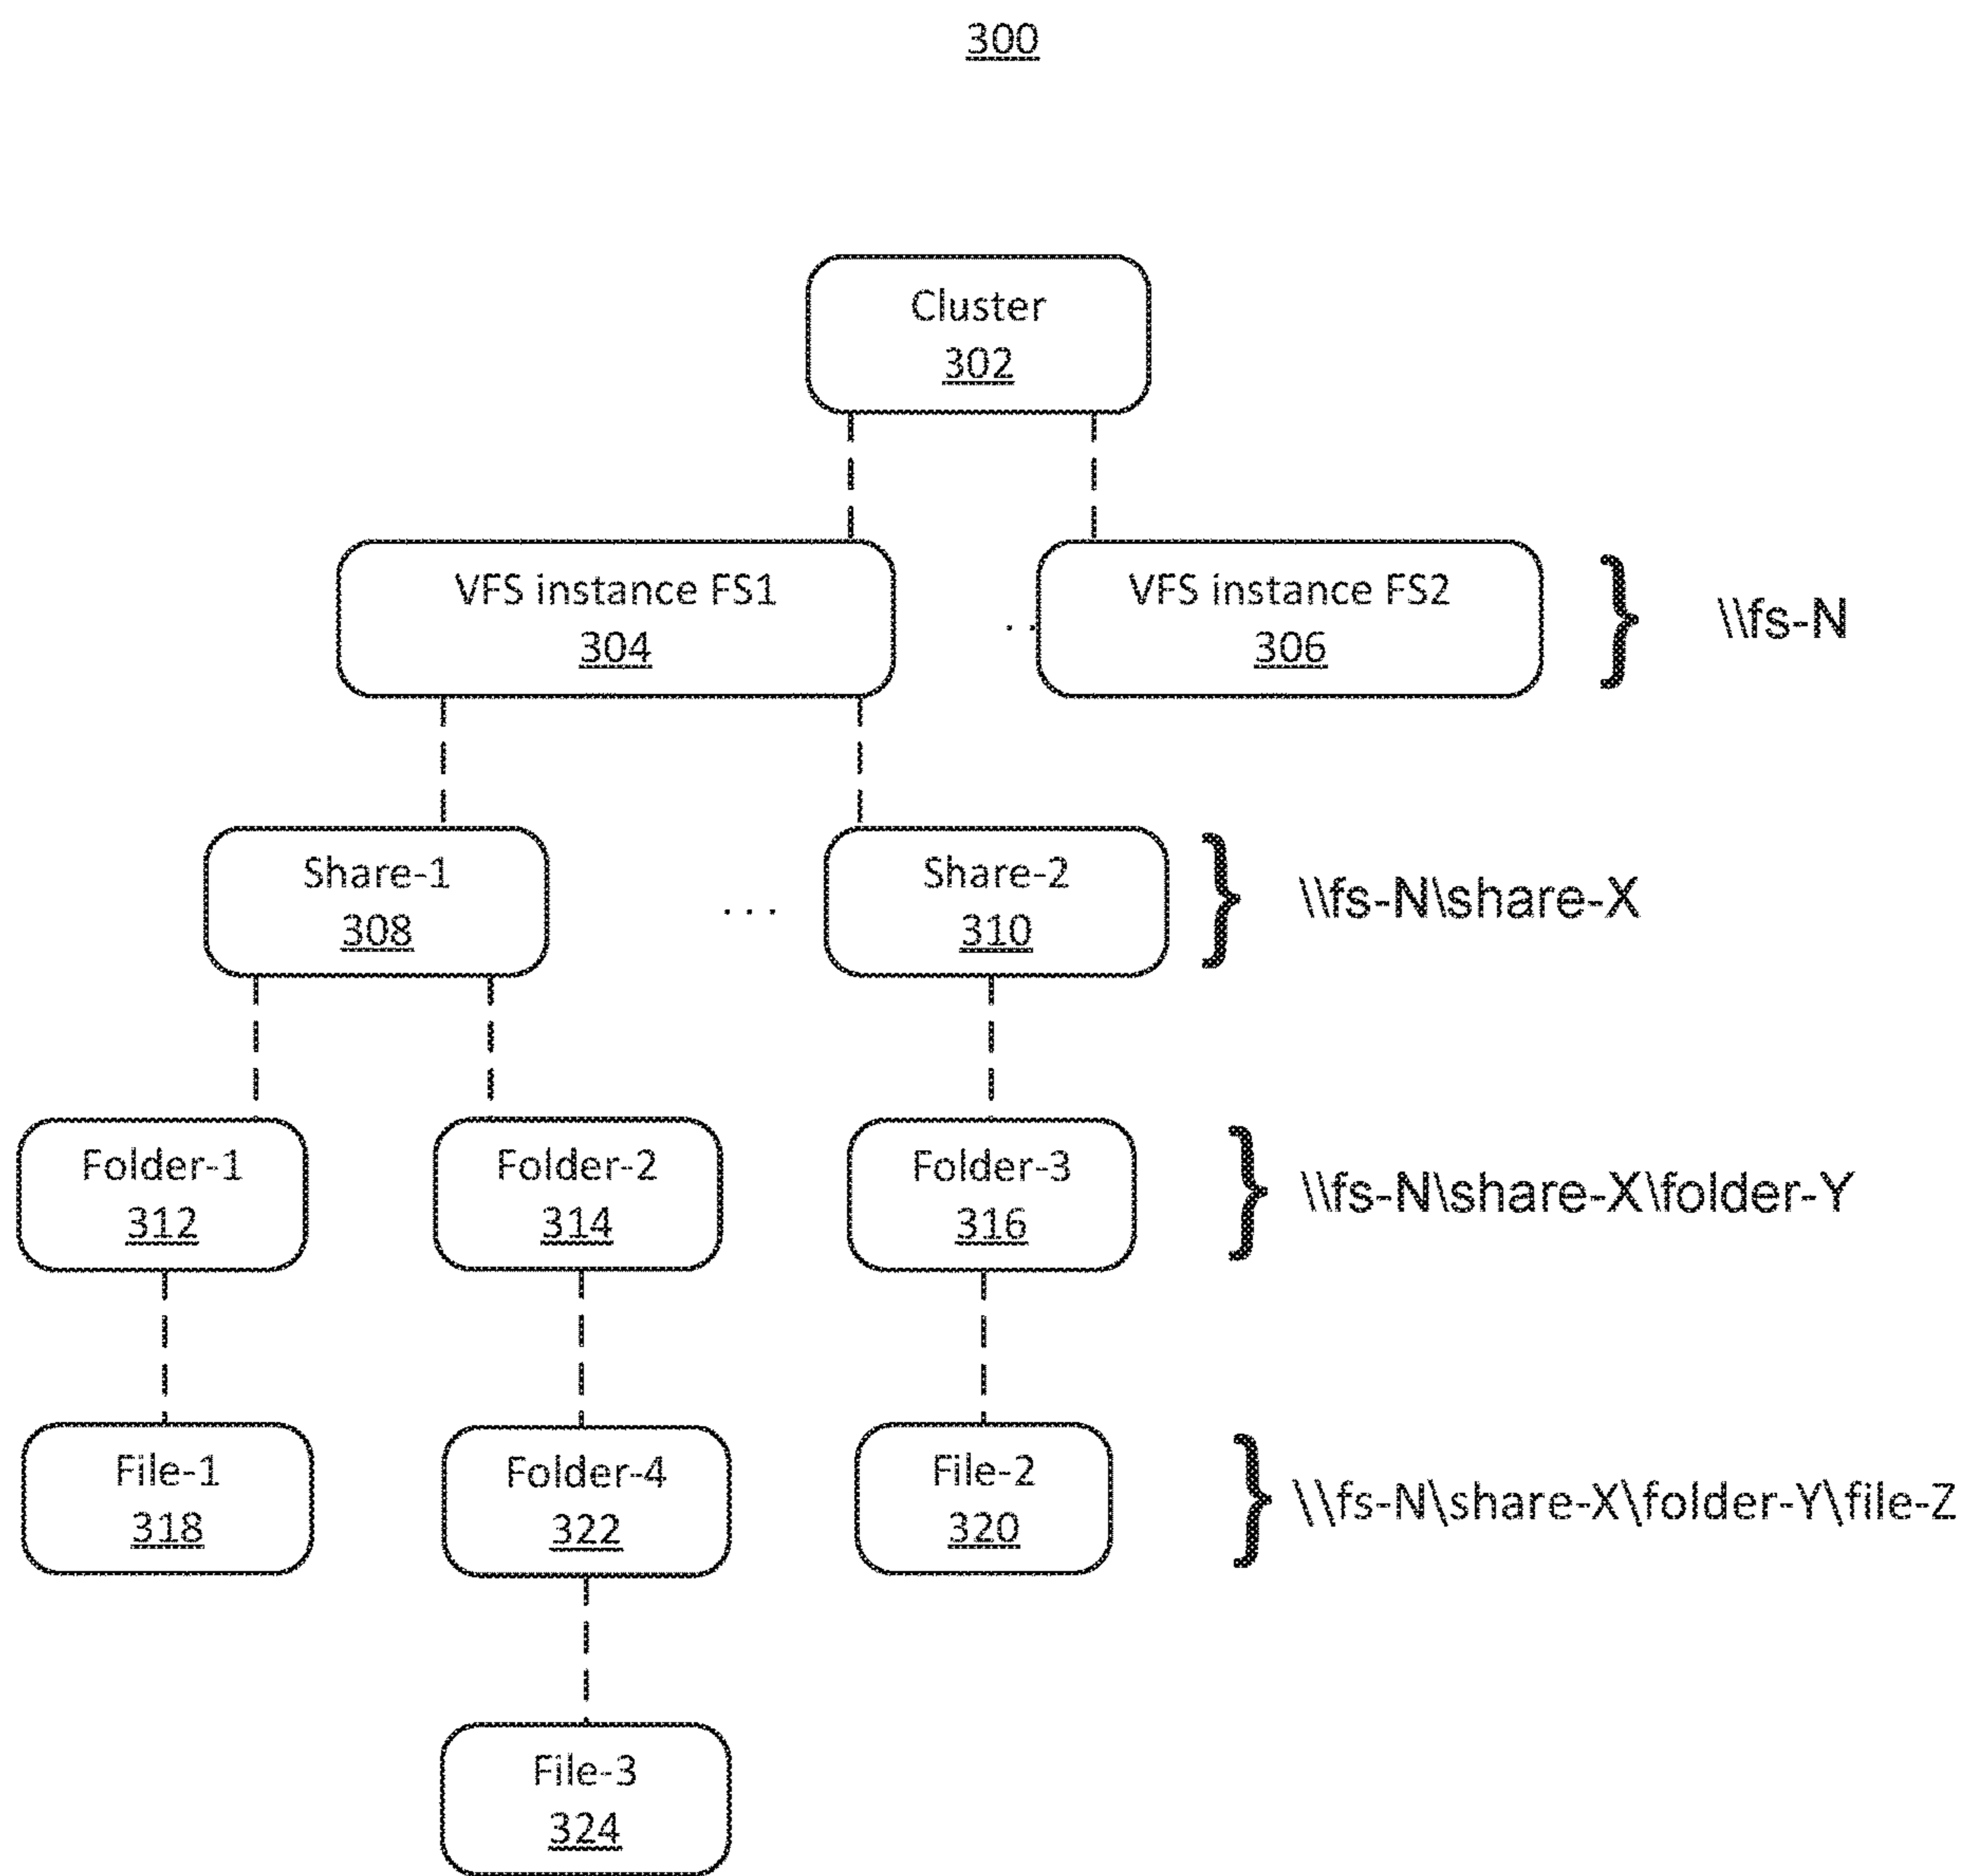 300
Cluster
302
VFS instance FS1
304
. .
VFS instance FS2
306
} \\fs-N
Share-1
308
. . .
Share-2
310
} \\fs-N\share-X
Folder-1
312
Folder-2
314
Folder-3
316
} \\fs-N\share-X\folder-Y
File-1
318
Folder-4
322
File-2
320
} \\fs-N\share-X\folder-Y\file-Z
File-3
324